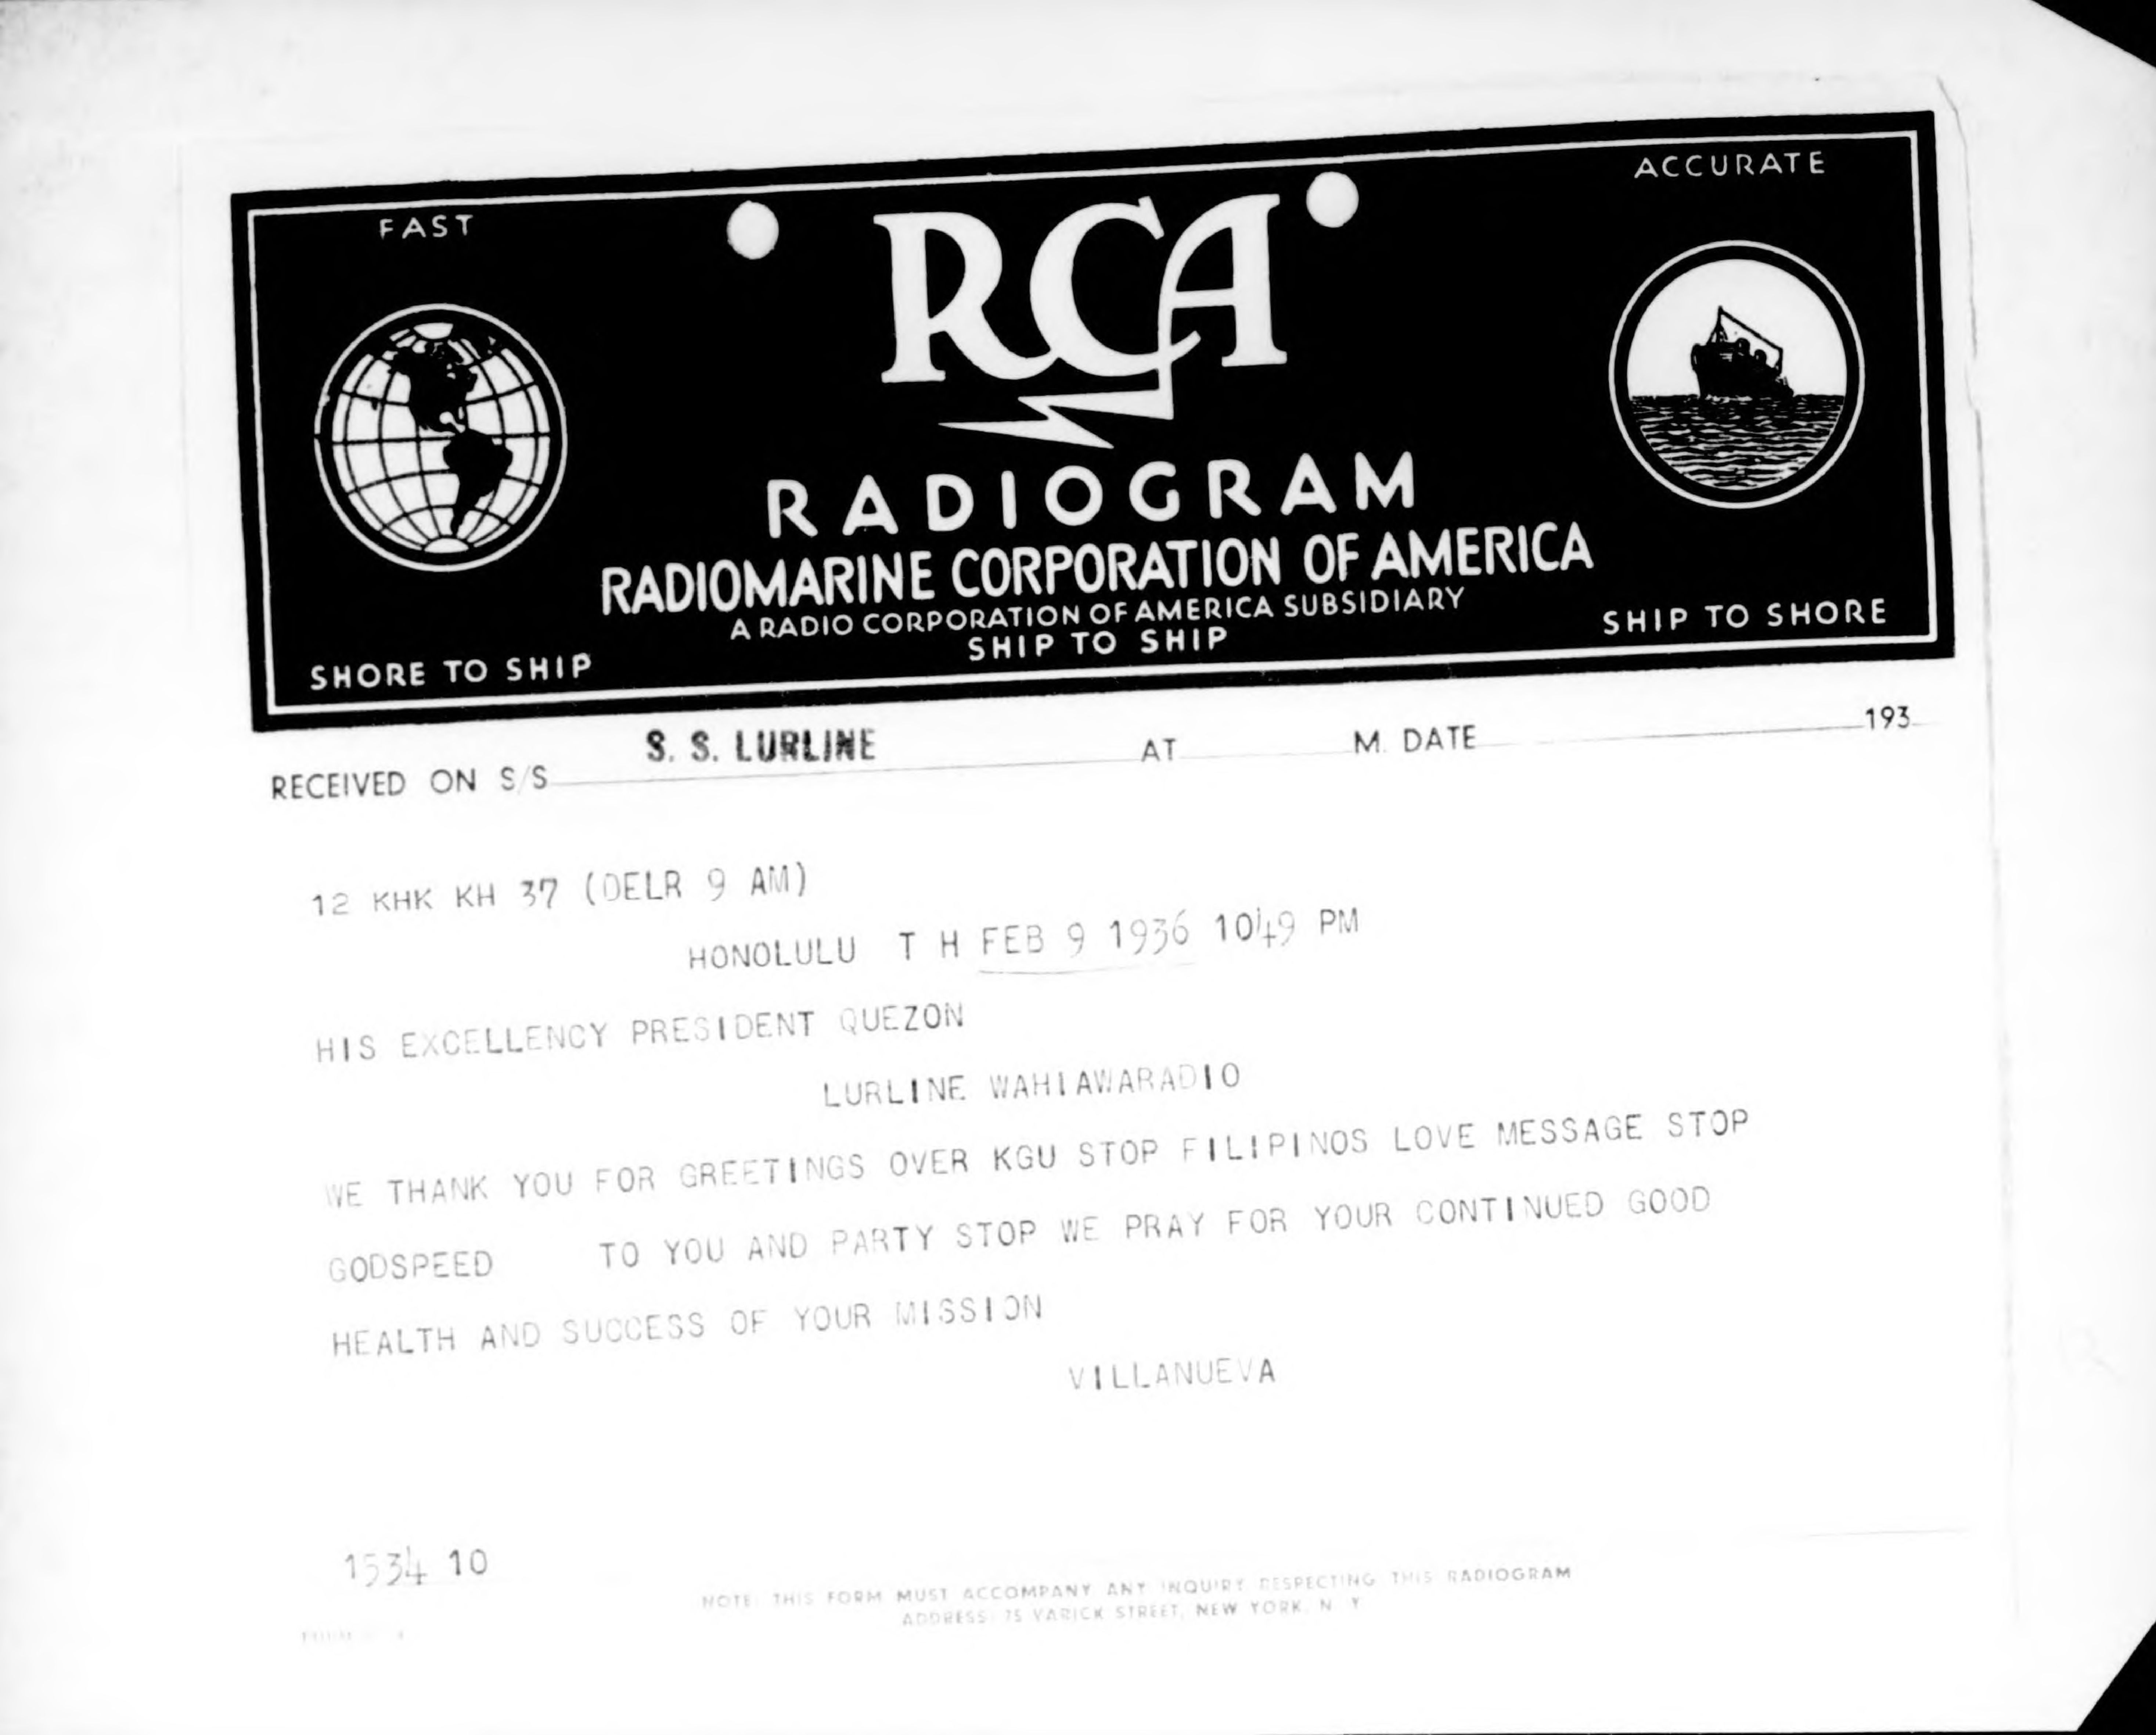 FAST
ACCURATE
RCA
RADIOGRAM
RADIOMARINE CORPORATION OF AMERICA
A RADIO CORPORATION OF AMERICA SUBSIDIARY
SHORE TO SHIP
SHIP TO SHIP
SHIP TO SHORE
RECEIVED ON S/S S. S. LURLINE AT M. DATE 193
12 KHK KH 37 (DELR 9 AM)
HONOLULU T H FEB 9 1936 1049 PM
HIS EXCELLENCY PRESIDENT QUEZON
LURLINE WAHIAWARADIO
WE THANK YOU FOR GREETINGS OVER KGU STOP FILIPINOS LOVE MESSAGE STOP
GODSPEED TO YOU AND PARTY STOP WE PRAY FOR YOUR CONTINUED GOOD
HEALTH AND SUCCESS OF YOUR MISSION
VILLANUEVA
1534 10
NOTE: THIS FORM MUST ACCOMPANY ANY INQUIRY RESPECTING THIS RADIOGRAM
ADDRESS: 75 VARICK STREET, NEW YORK, N. Y.